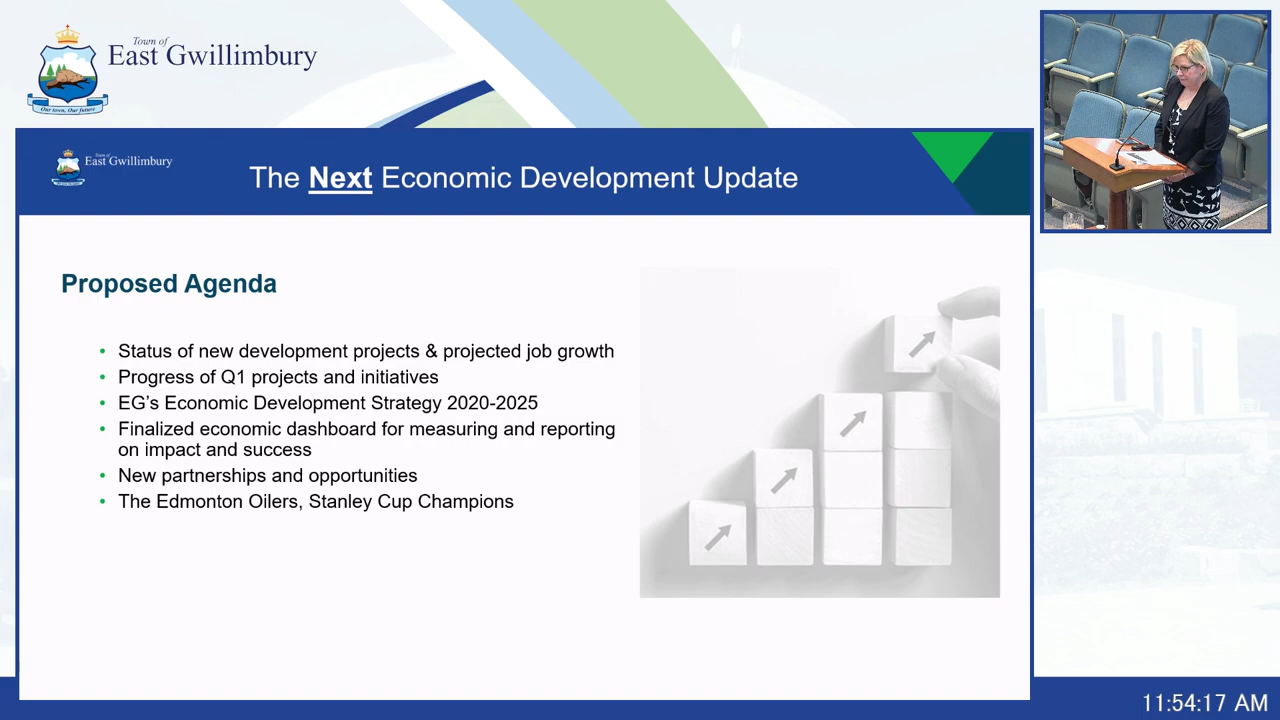 Town of
East Gwillimbury
Our town, Our future
Town of
East Gwillimbury
The Next Economic Development Update
Proposed Agenda
• Status of new development projects & projected job growth
• Progress of Q1 projects and initiatives
• EG's Economic Development Strategy 2020-2025
• Finalized economic dashboard for measuring and reporting
on impact and success
• New partnerships and opportunities
• The Edmonton Oilers, Stanley Cup Champions
11:54:17 AM